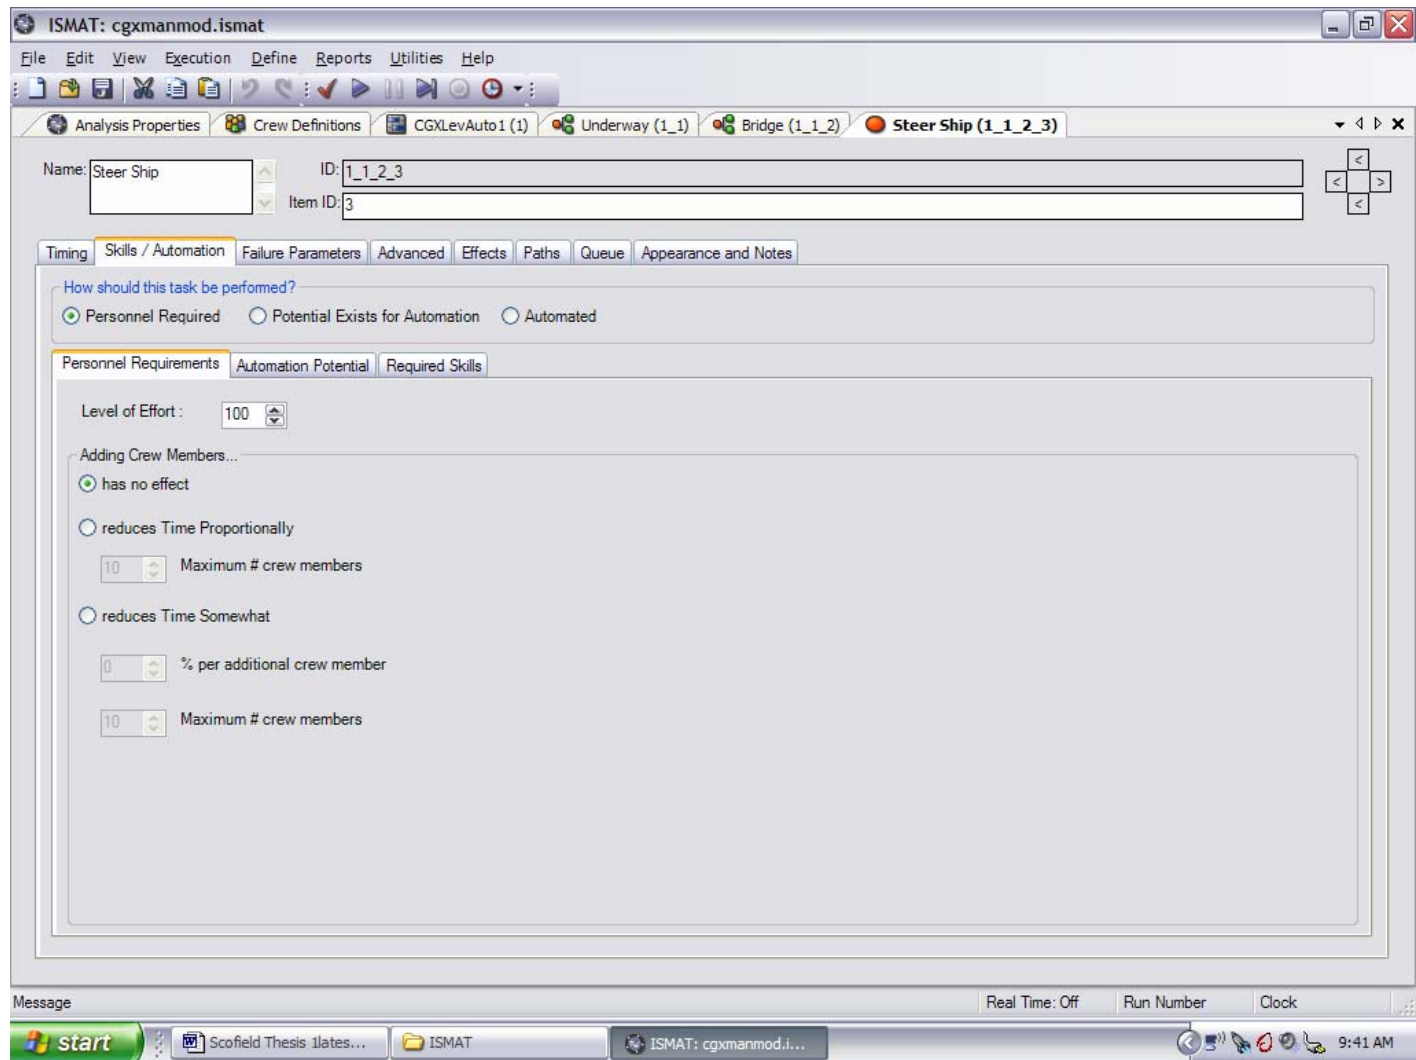 ISMAT: cgxmanmod.ismat
File Edit View Execution Define Reports Utilities Help
Analysis Properties Crew Definitions CGXLevAuto1 (1) Underway (1_1) Bridge (1_1_2) Steer Ship (1_1_2_3)
Name: Steer Ship ID: 1_1_2_3
Item ID: 3
Timing Skills / Automation Failure Parameters Advanced Effects Paths Queue Appearance and Notes
How should this task be performed?
Personnel Required Potential Exists for Automation Automated
Personnel Requirements Automation Potential Required Skills
Level of Effort : 100
Adding Crew Members...
has no effect
reduces Time Proportionally
10 Maximum # crew members
reduces Time Somewhat
0 % per additional crew member
10 Maximum # crew members
Message Real Time: Off Run Number Clock
start Scofield Thesis 1lates... ISMAT ISMAT: cgxmanmod.i... 9:41 AM